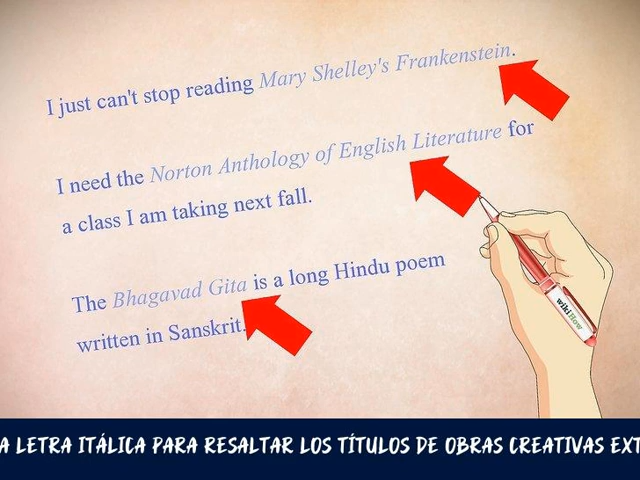 I just can't stop reading Mary Shelley's Frankenstein.
I need the Norton Anthology of English Literature for
a class I am taking next fall.
The Bhagavad Gita is a long Hindu poem
written in Sanskrit.
wikiHow
A LETRA ITÁLICA PARA RESALTAR LOS TÍTULOS DE OBRAS CREATIVAS EXT